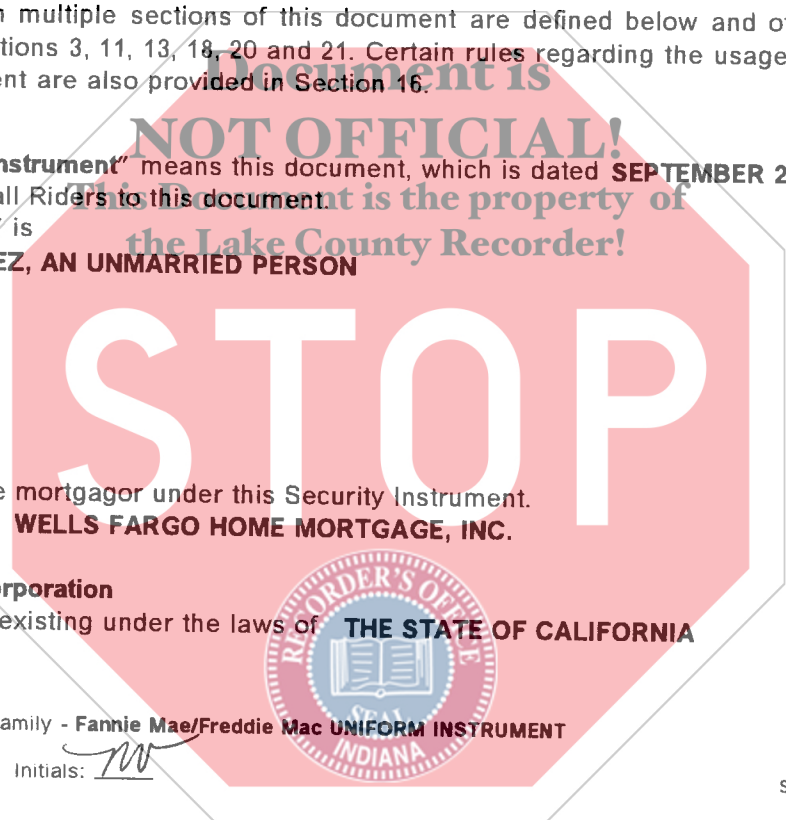 multiple sections of this document are defined below and
tions 3, 11, 13, 18, 20 and 21. Certain rules regarding the usage
ent are also provided in Section 16.
Document is
NOT OFFICIAL!
nstrument" means this document, which is dated SEPTEMBER 2
all Riders to this document.
This Document is the property of
is
the Lake County Recorder!
EZ, AN UNMARRIED PERSON
STOP
e mortgagor under this Security Instrument.
WELLS FARGO HOME MORTGAGE, INC.
rporation
existing under the laws of THE STATE OF CALIFORNIA
RECORDER'S OFFICE
SEAL
INDIANA
amily - Fannie Mae/Freddie Mac UNIFORM INSTRUMENT
Initials: